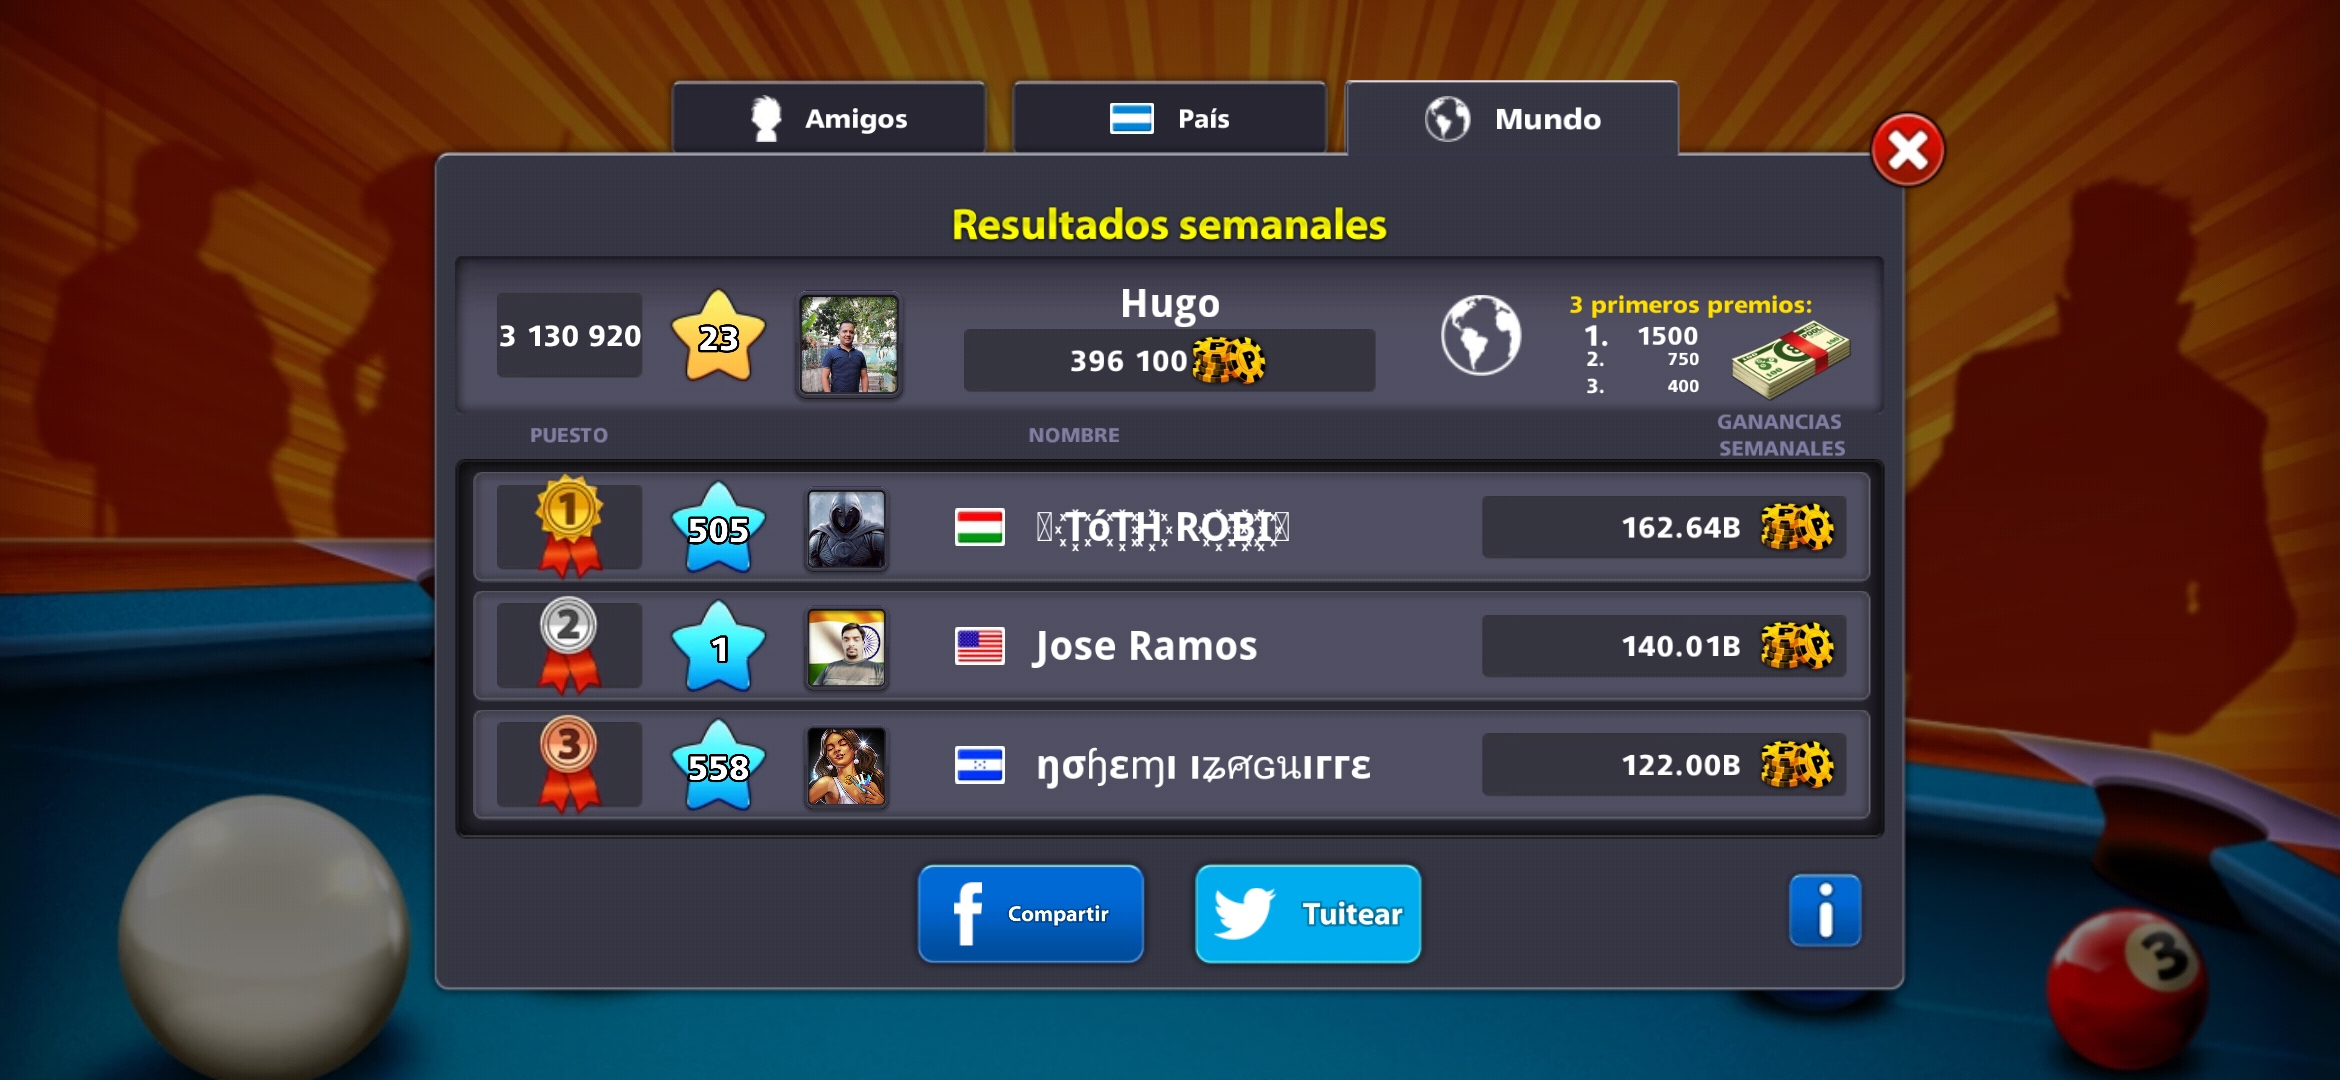 Amigos
País
Mundo
Resultados semanales
3 130 920
23
Hugo
396 100
3 primeros premios:
1. 1500
2. 750
3. 400
PUESTO
NOMBRE
GANANCIAS
SEMANALES
1
505
TóTH ROBI
162.64B
2
1
Jose Ramos
140.01B
3
558
122.00B
Compartir
Tuitear
3